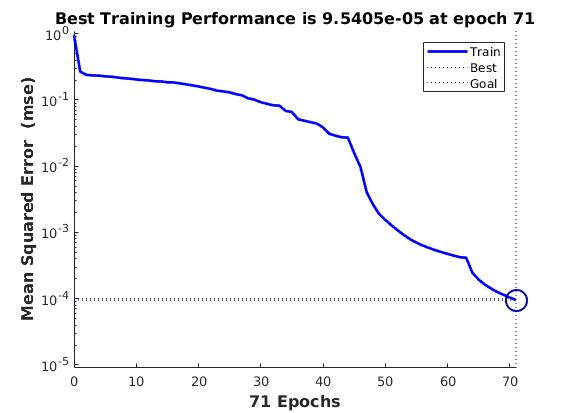 Best Training Performance is 9.5405e-05 at epoch 71
Train
Best
Goal
Mean Squared Error (mse)
10^0
10^-1
10^-2
10^-3
10^-4
10^-5
0 10 20 30 40 50 60 70
71 Epochs